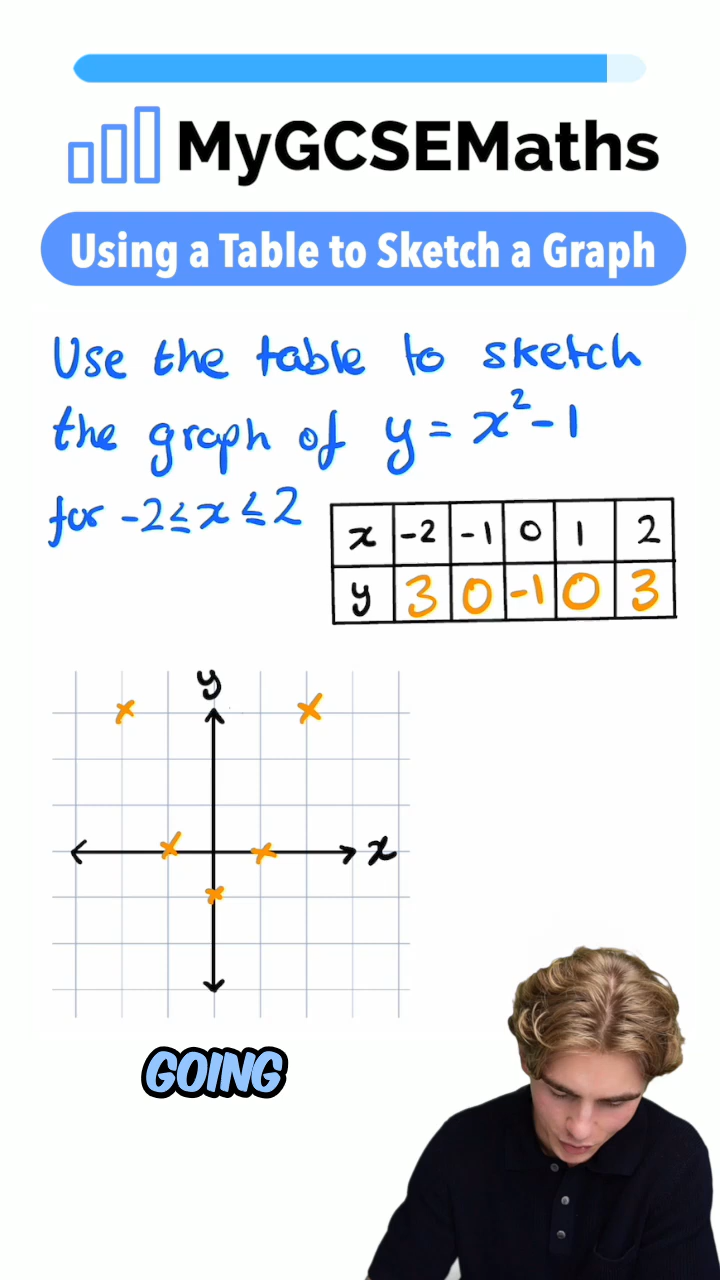 MyGCSEMaths
Using a Table to Sketch a Graph
Use the table to sketch
the graph of y = x² - 1
for -2 ≤ x ≤ 2
x -2 -1 0 1 2
y 3 0 -1 0 3
y
x
GOING